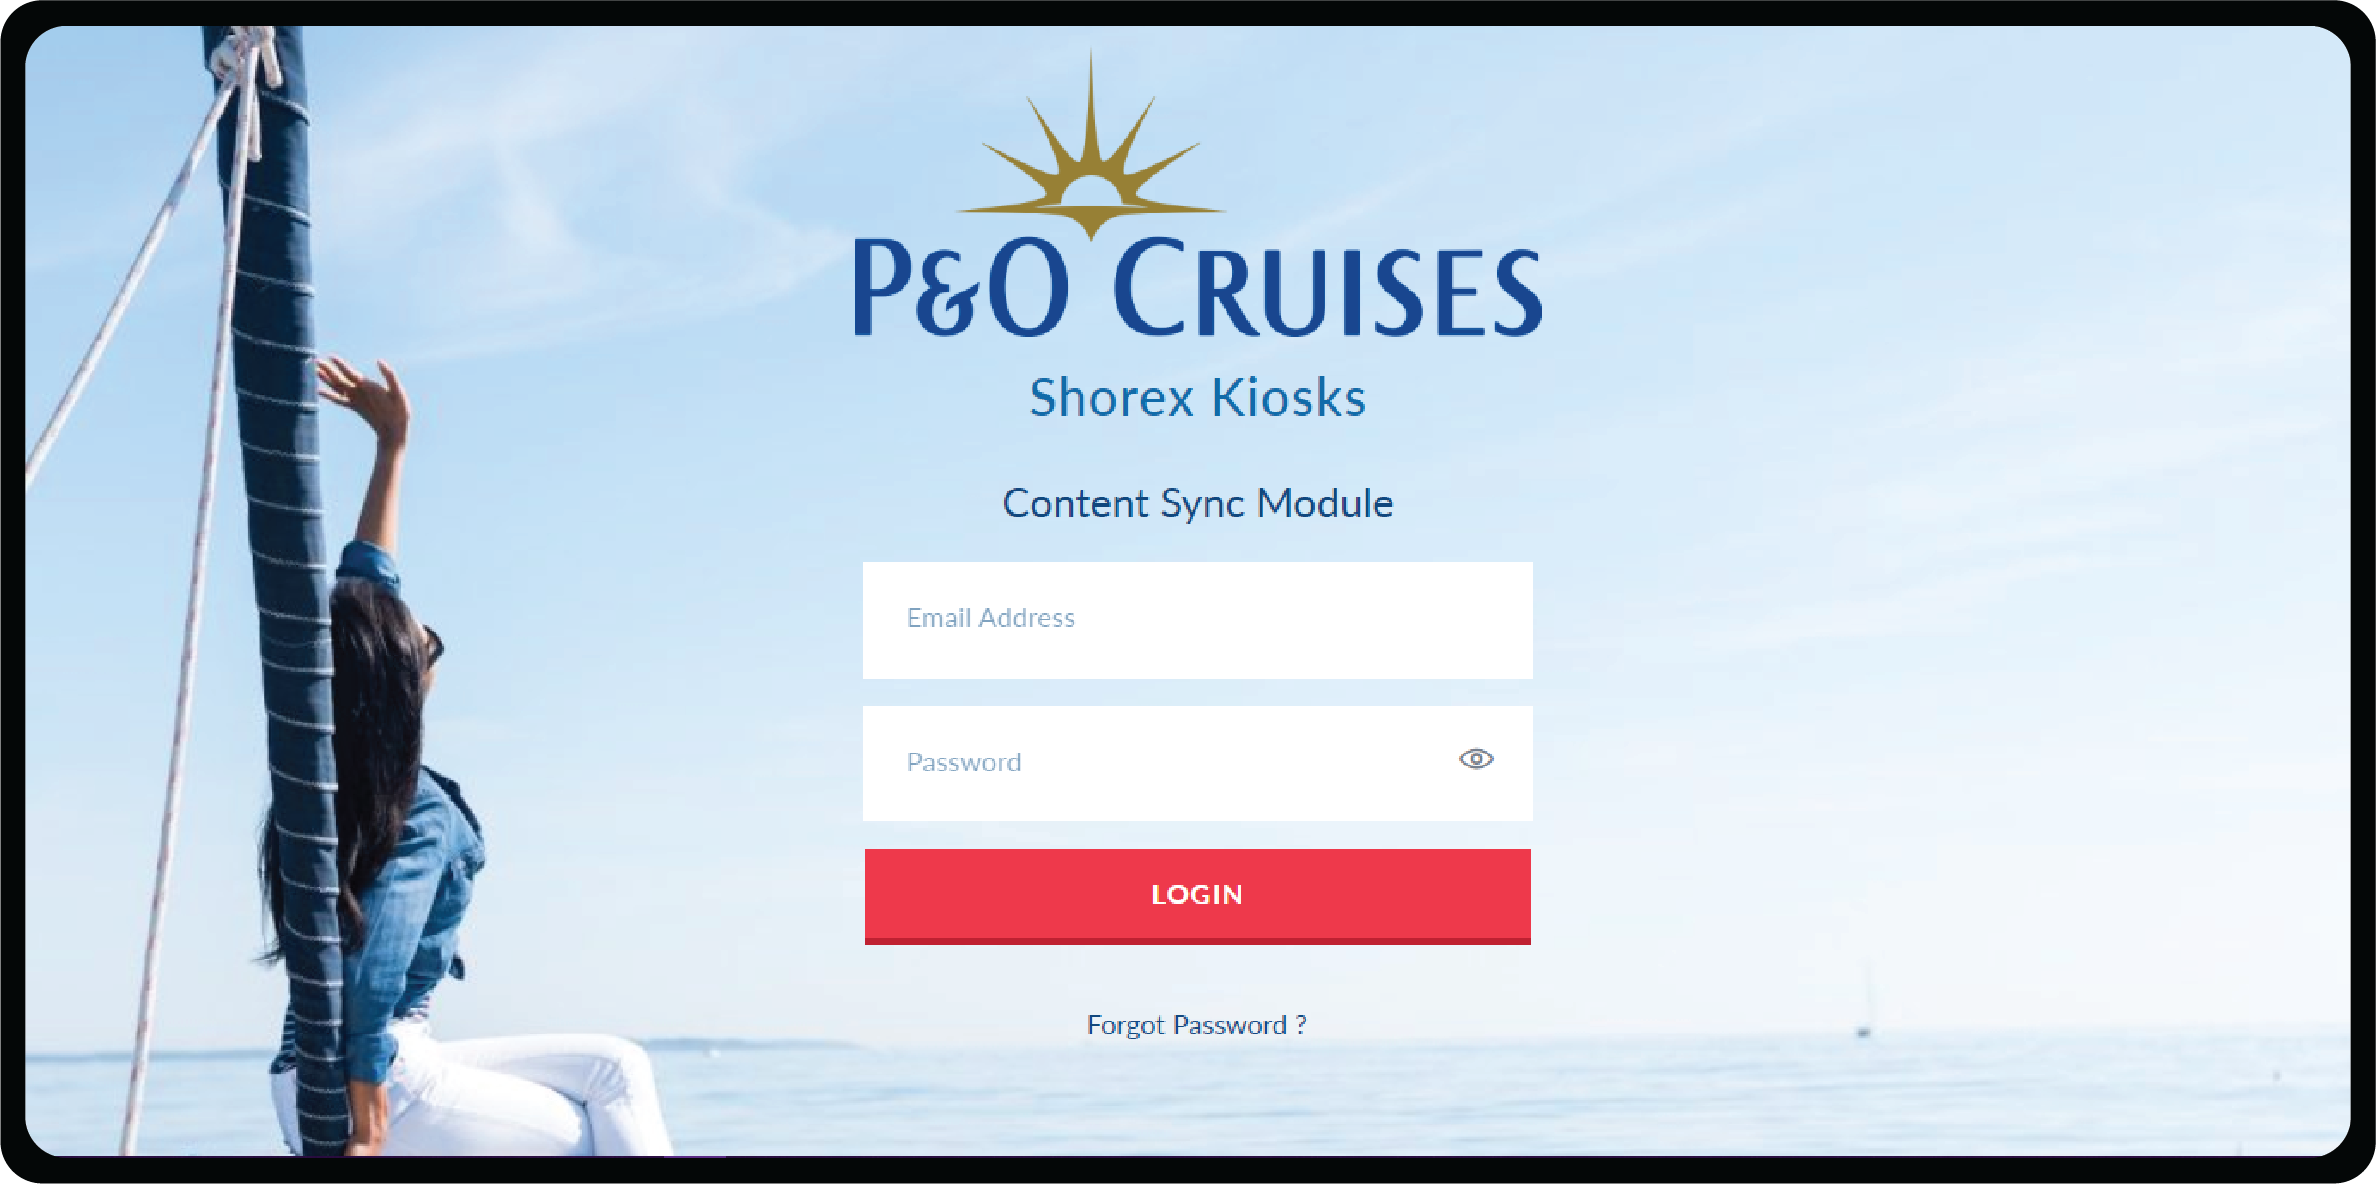 P&O CRUISES
Shorex Kiosks
Content Sync Module
Email Address
Password
LOGIN
Forgot Password ?